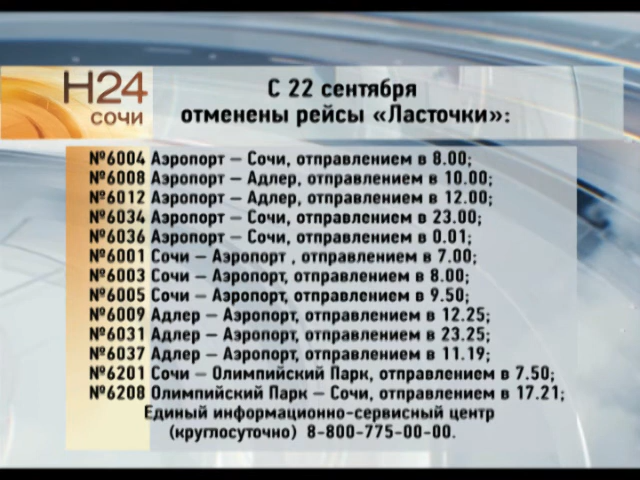 Н24
СОЧИ
С 22 сентября
отменены рейсы «Ласточки»:
№6004 Аэропорт – Сочи, отправлением в 8.00;
№6008 Аэропорт – Адлер, отправлением в 10.00;
№6012 Аэропорт – Адлер, отправлением в 12.00;
№6034 Аэропорт – Сочи, отправлением в 23.00;
№6036 Аэропорт – Сочи, отправлением в 0.01;
№6001 Сочи – Аэропорт , отправлением в 7.00;
№6003 Сочи – Аэропорт, отправлением в 8.00;
№6005 Сочи – Аэропорт, отправлением в 9.50;
№6009 Адлер – Аэропорт, отправлением в 12.25;
№6031 Адлер – Аэропорт, отправлением в 23.25;
№6037 Адлер – Аэропорт, отправлением в 11.19;
№6201 Сочи – Олимпийский Парк, отправлением в 7.50;
№6208 Олимпийский Парк – Сочи, отправлением в 17.21;
Единый информационно-сервисный центр
(круглосуточно) 8-800-775-00-00.